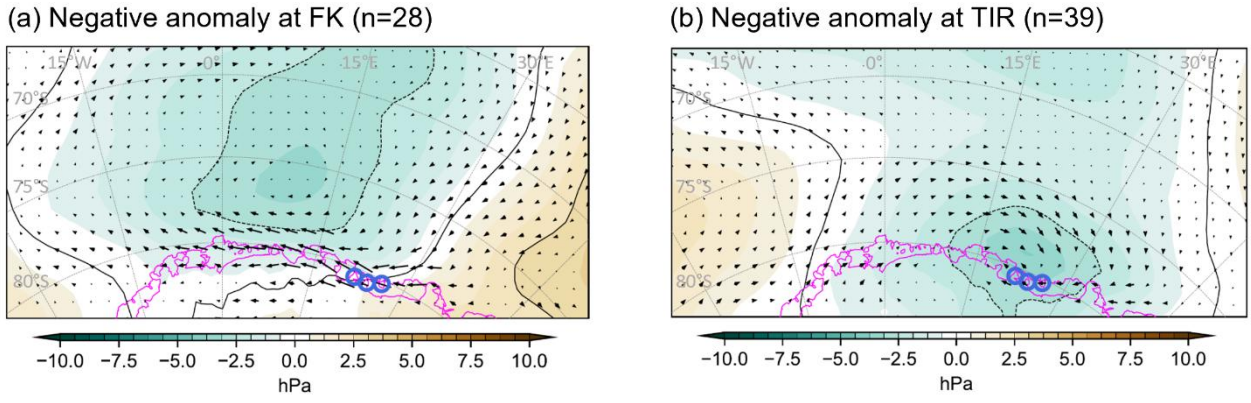 (a) Negative anomaly at FK (n=28)
(b) Negative anomaly at TIR (n=39)
15°W 0° 15°E 30°E
70°S
75°S
80°S
15°W 0° 15°E 30°E
70°S
75°S
80°S
−10.0 −7.5 −5.0 −2.5 0.0 2.5 5.0 7.5 10.0
hPa
−10.0 −7.5 −5.0 −2.5 0.0 2.5 5.0 7.5 10.0
hPa